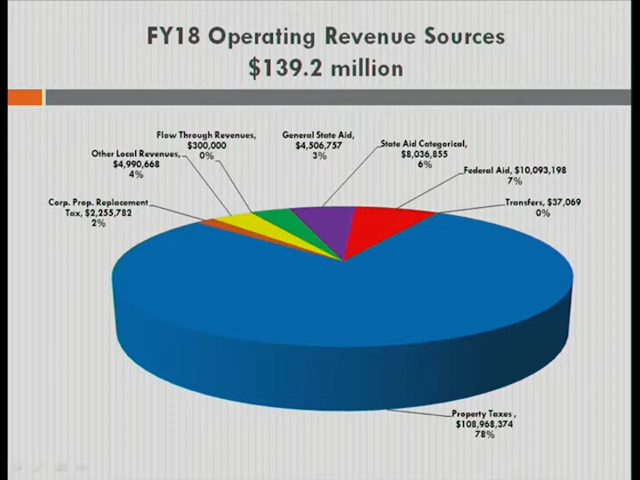 FY18 Operating Revenue Sources
$139.2 million
Flow Through Revenues,
$300,000
0%
General State Aid,
$4,506,757
3%
State Aid Categorical,
$8,036,855
6%
Other Local Revenues,
$4,990,668
4%
Federal Aid, $10,093,198
7%
Corp. Prop. Replacement
Tax, $2,255,782
2%
Transfers, $37,069
0%
Property Taxes ,
$108,968,374
78%